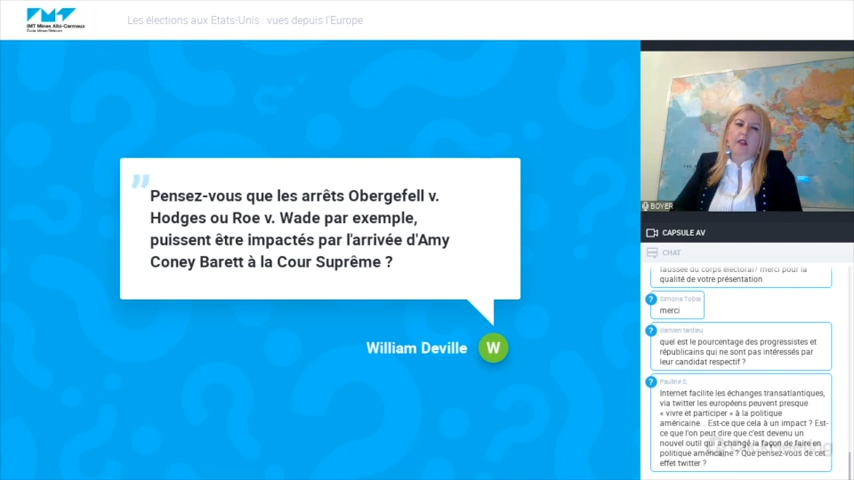 IMT Mines Albi-Carmaux
École Mines-Télécom
Les élections aux Etats-Unis : vues depuis l'Europe
Pensez-vous que les arrêts Obergefell v.
Hodges ou Roe v. Wade par exemple,
puissent être impactés par l'arrivée d'Amy
Coney Barett à la Cour Suprême ?
William Deville
W
BOYER
CAPSULE AV
CHAT
faussée du corps électoral? merci pour la
qualité de votre présentation
? Simone Tobia
merci
? damien tardieu
quel est le pourcentage des progressistes et
républicains qui ne sont pas intéressés par
leur candidat respectif ?
? Pauline S.
Internet facilite les échanges transatlantiques,
via twitter les européens peuvent presque
« vivre et participer » à la politique
américaine... Est-ce que cela à un impact ? Est-
ce que l'on peut dire que c'est devenu un
nouvel outil qui a changé la façon de faire en
politique américaine ? Que pensez-vous de cet
effet twitter ?